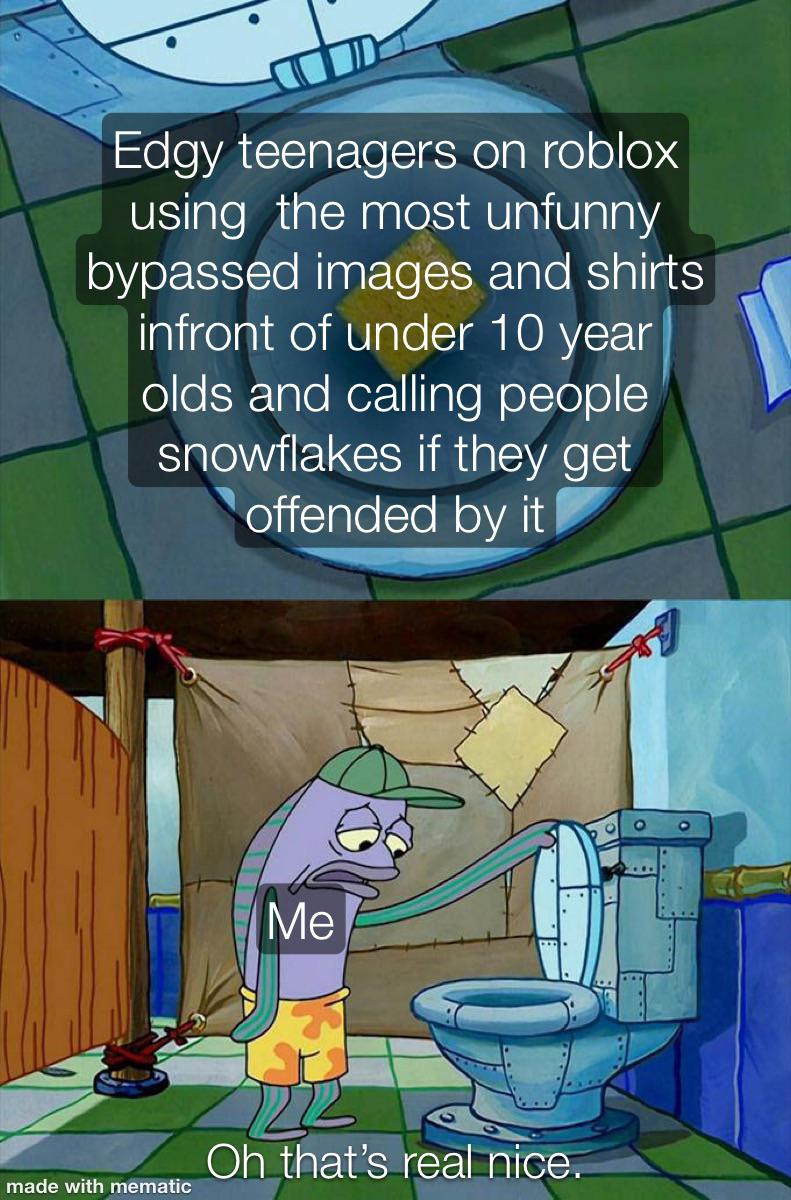 Edgy teenagers on roblox
using  the most unfunny
bypassed images and shirts
infront of under 10 year
olds and calling people
snowflakes if they get
offended by it
Me
Oh that's real nice.
made with mematic